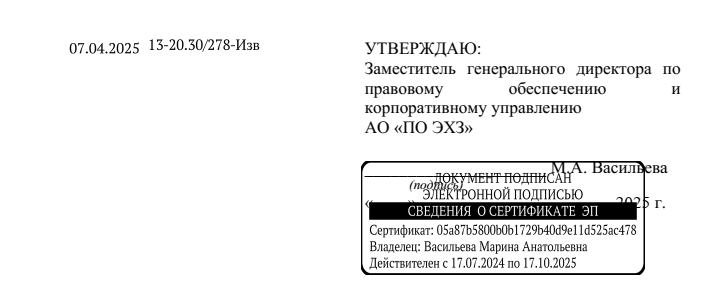 07.04.2025 13-20.30/278-Изв
УТВЕРЖДАЮ:
Заместитель генерального директора по
правовому обеспечению и
корпоративному управлению
АО «ПО ЭХЗ»
М.А. Васильева
(подпись)
2025 г.
ДОКУМЕНТ ПОДПИСАН
ЭЛЕКТРОННОЙ ПОДПИСЬЮ
СВЕДЕНИЯ О СЕРТИФИКАТЕ ЭП
Сертификат: 05a87b5800b0b1729b40d9e11d525ac478
Владелец: Васильева Марина Анатольевна
Действителен с 17.07.2024 по 17.10.2025